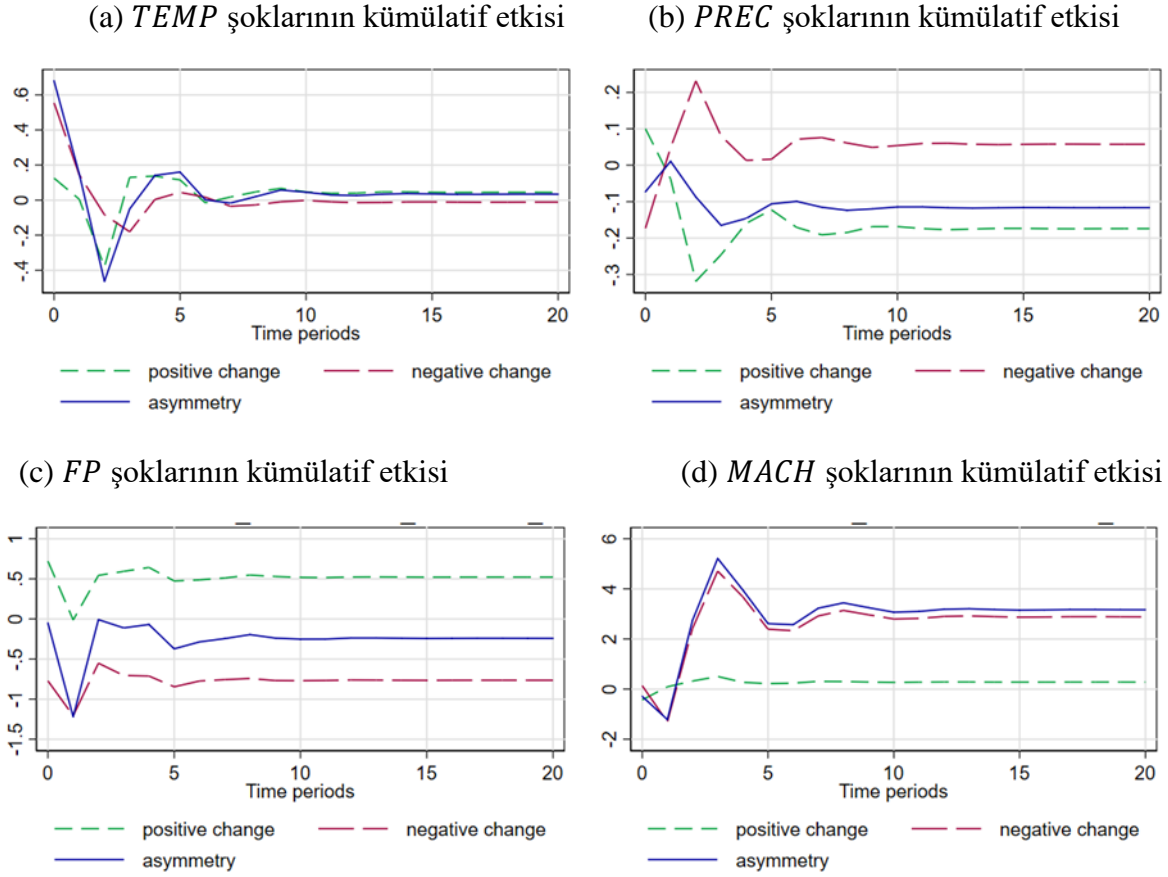 (a) TEMP şoklarının kümülatif etkisi
(b) PREC şoklarının kümülatif etkisi
.6
.4
.2
0
-.2
-.4
0 5 10 15 20
Time periods
positive change negative change
asymmetry
.2
.1
0
-.1
-.2
-.3
0 5 10 15 20
Time periods
positive change negative change
asymmetry
(c) FP şoklarının kümülatif etkisi
(d) MACH şoklarının kümülatif etkisi
1
.5
0
-.5
-1
-1.5
0 5 10 15 20
Time periods
positive change negative change
asymmetry
6
4
2
0
-2
0 5 10 15 20
Time periods
positive change negative change
asymmetry